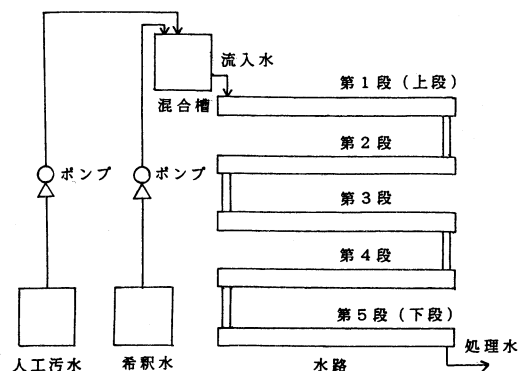 流入水
混合槽
第1段(上段)
第2段
ポンプ
ポンプ
第3段
第4段
第5段(下段)
処理水
人工汚水
希釈水
水路